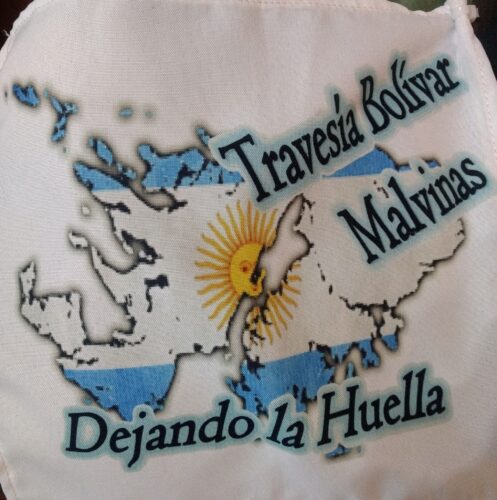 Travesía Bolívar
Malvinas
Dejando la Huella